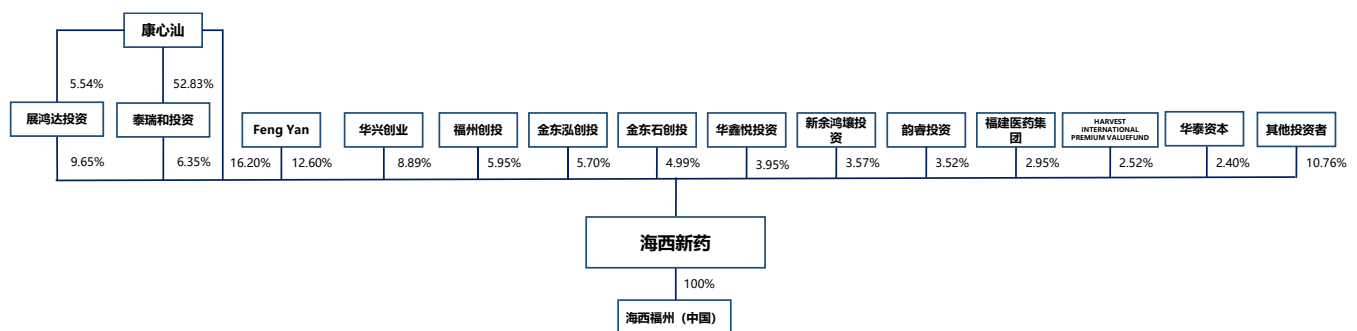 康心汕
5.54%
52.83%
展鸿达投资
泰瑞和投资
Feng Yan
华兴创业
福州创投
金东泓创投
金东石创投
华鑫悦投资
新余鸿壤投
资
韵睿投资
福建医药集
团
HARVEST
INTERNATIONAL
PREMIUM VALUEFUND
华泰资本
其他投资者
9.65%
6.35%
16.20%
12.60%
8.89%
5.95%
5.70%
4.99%
3.95%
3.57%
3.52%
2.95%
2.52%
2.40%
10.76%
海西新药
100%
海西福州（中国）